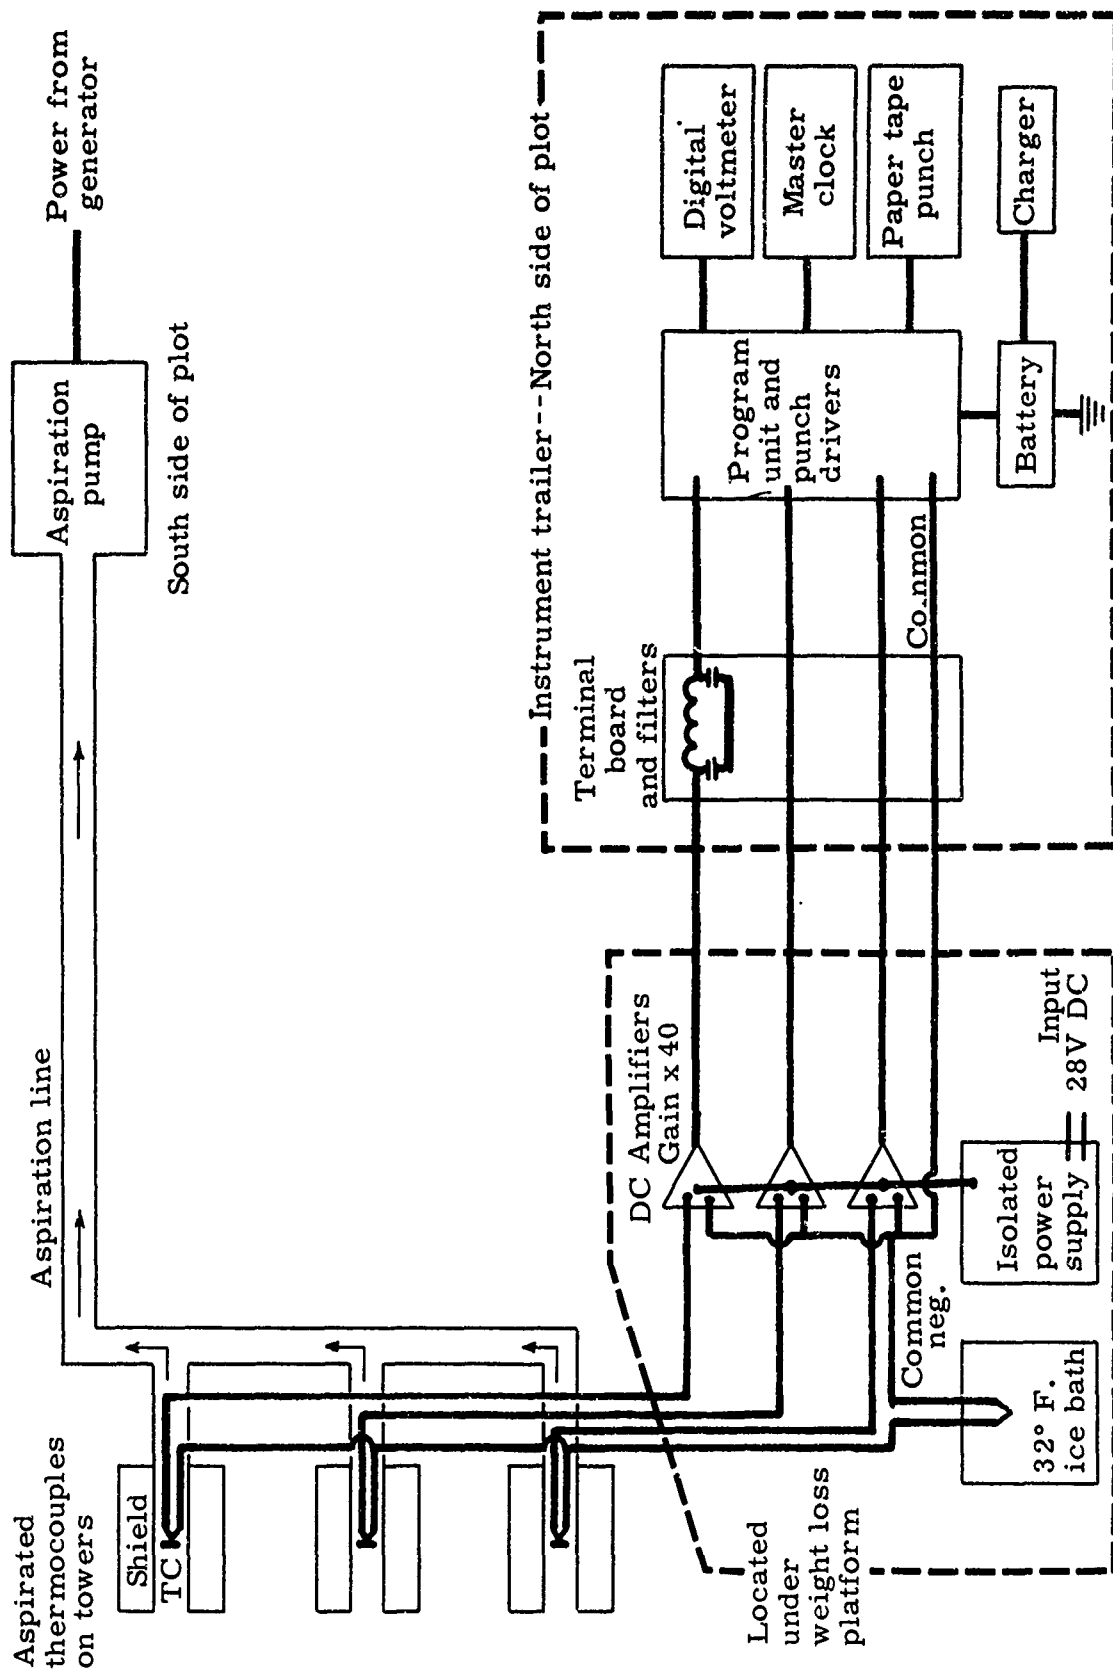 Aspirated
thermocouples
on towers
Shield
TC
Aspiration line
Aspiration
pump
Power from
generator
South side of plot
Located
under
weight loss
platform
DC Amplifiers
Gain x 40
Common
neg.
32° F.
ice bath
Isolated
power
supply
Input
28V DC
Instrument trailer--North side of plot
Terminal
board
and filters
Co.nmon
Program
unit and
punch
drivers
Digital
voltmeter
Master
clock
Paper tape
punch
Battery
Charger